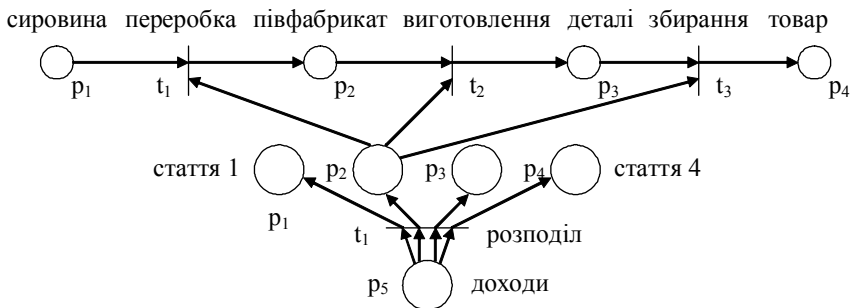 сировина переробка півфабрикат виготовлення деталі збирання товар
p₁ t₁ p₂ t₂ p₃ t₃ p₄
стаття 1 p₂ p₃ p₄ стаття 4
p₁
t₁ розподіл
p₅ доходи